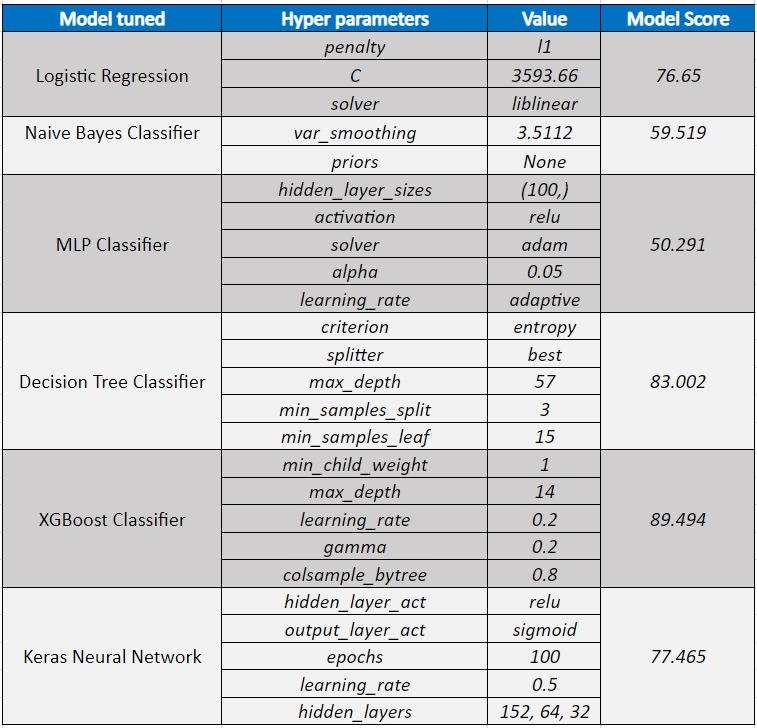 Model tuned Hyper parameters Value Model Score
penalty l1
Logistic Regression C 3593.66 76.65
solver liblinear
Naive Bayes Classifier var_smoothing 3.5112 59.519
priors None
hidden_layer_sizes (100,)
activation relu
MLP Classifier solver adam 50.291
alpha 0.05
learning_rate adaptive
criterion entropy
splitter best
Decision Tree Classifier max_depth 57 83.002
min_samples_split 3
min_samples_leaf 15
min_child_weight 1
max_depth 14
XGBoost Classifier learning_rate 0.2 89.494
gamma 0.2
colsample_bytree 0.8
hidden_layer_act relu
output_layer_act sigmoid
Keras Neural Network epochs 100 77.465
learning_rate 0.5
hidden_layers 152, 64, 32